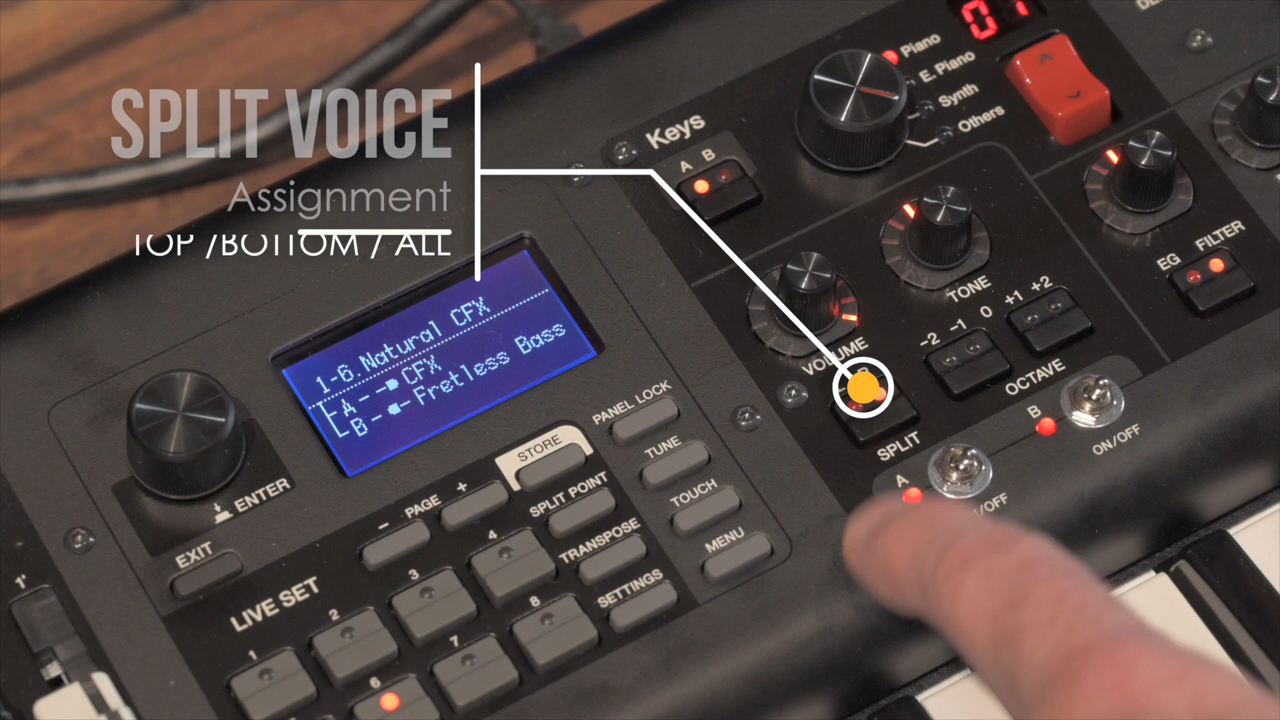 SPLIT VOICE
Assignment
TOP /BOTTOM / ALL
01
Piano
E. Piano
Synth
Others
Keys
A B
1-6.Natural CFX
A CFX
B Fretless Bass
VOLUME
TONE
-2 -1 0 +1 +2
OCTAVE
EG FILTER
SPLIT
A
B
ON/OFF
/OFF
ENTER
EXIT
- PAGE +
STORE
PANEL LOCK
TUNE
SPLIT POINT
TOUCH
TRANSPOSE
MENU
SETTINGS
LIVE SET
1 2 3 4
6 7 8